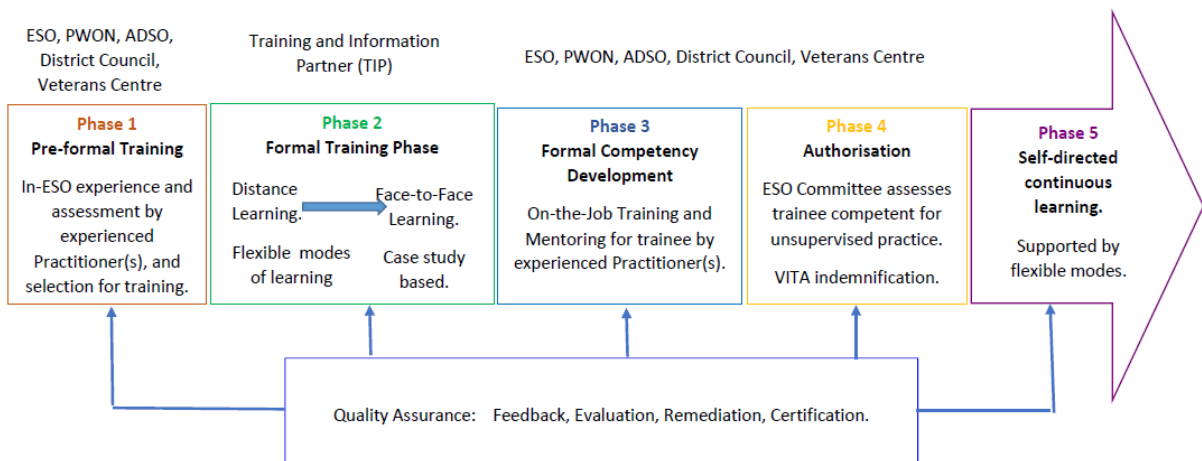 ESO, PWON, ADSO,
District Council,
Veterans Centre
Training and Information
Partner (TIP)
ESO, PWON, ADSO, District Council, Veterans Centre
Phase 1
Pre-formal Training
In-ESO experience and
assessment by
experienced
Practitioner(s), and
selection for training.
Phase 2
Formal Training Phase
Distance
Learning.
Face-to-Face
Learning.
Flexible modes
of learning
Case study
based.
Phase 3
Formal Competency
Development
On-the-Job Training and
Mentoring for trainee by
experienced Practitioner(s).
Phase 4
Authorisation
ESO Committee assesses
trainee competent for
unsupervised practice.
VITA indemnification.
Phase 5
Self-directed
continuous
learning.
Supported by
flexible modes.
Quality Assurance: Feedback, Evaluation, Remediation, Certification.